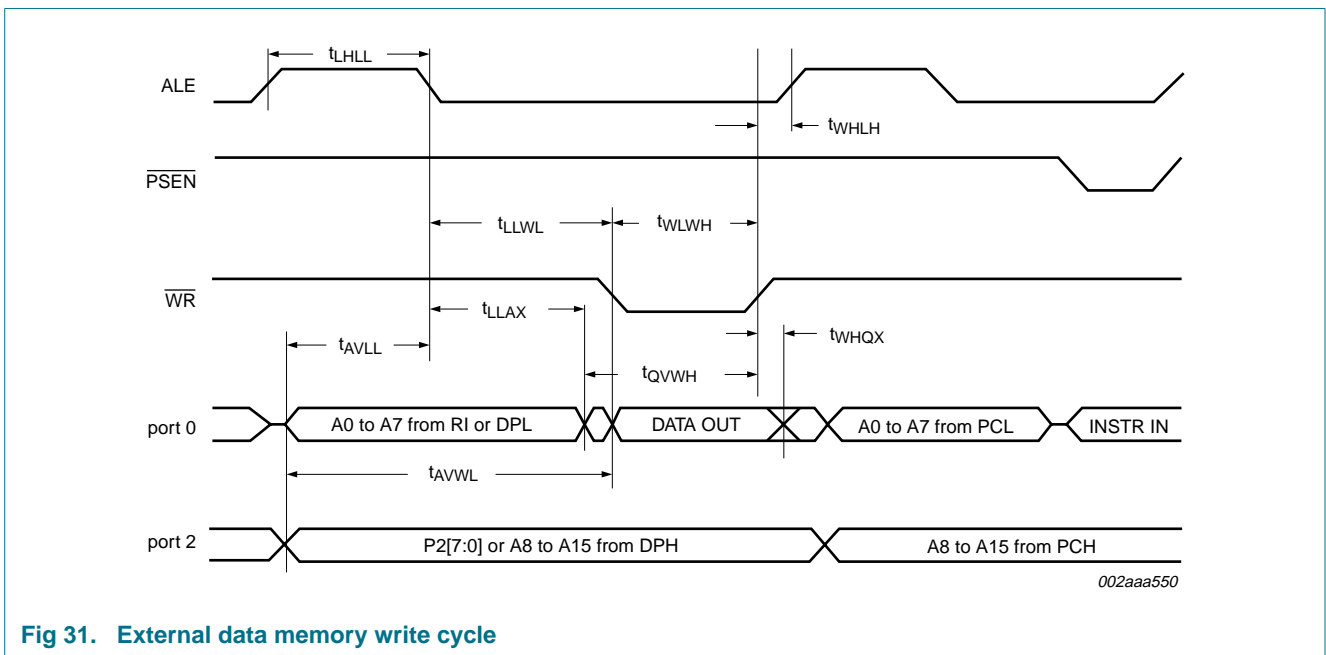 tLHLL
ALE
tWHLH
PSEN
tLLWL
tWLWH
WR
tLLAX
tWHQX
tAVLL
tQVWH
port 0
A0 to A7 from RI or DPL
DATA OUT
A0 to A7 from PCL
INSTR IN
tAVWL
port 2
P2[7:0] or A8 to A15 from DPH
A8 to A15 from PCH
002aaa550
Fig 31. External data memory write cycle